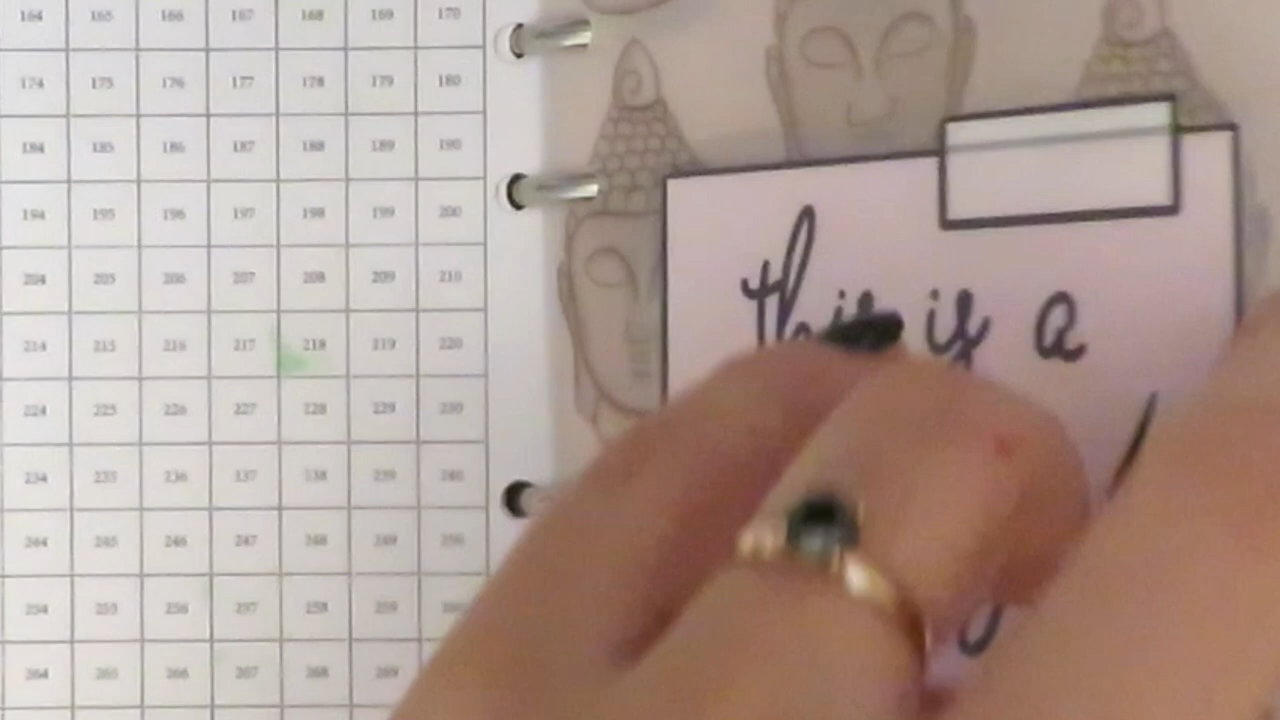 164 165 166 167 168 169 170
174 175 176 177 178 179 180
184 185 186 187 188 189 190
194 195 196 197 198 199 200
204 205 206 207 208 209 210
214 215 216 217 218 219 220
224 225 226 227 228 229 230
234 235 236 237 238 239 240
244 245 246 247 248 249 250
254 255 256 257 258 259 260
264 265 266 267 268 269
this is a